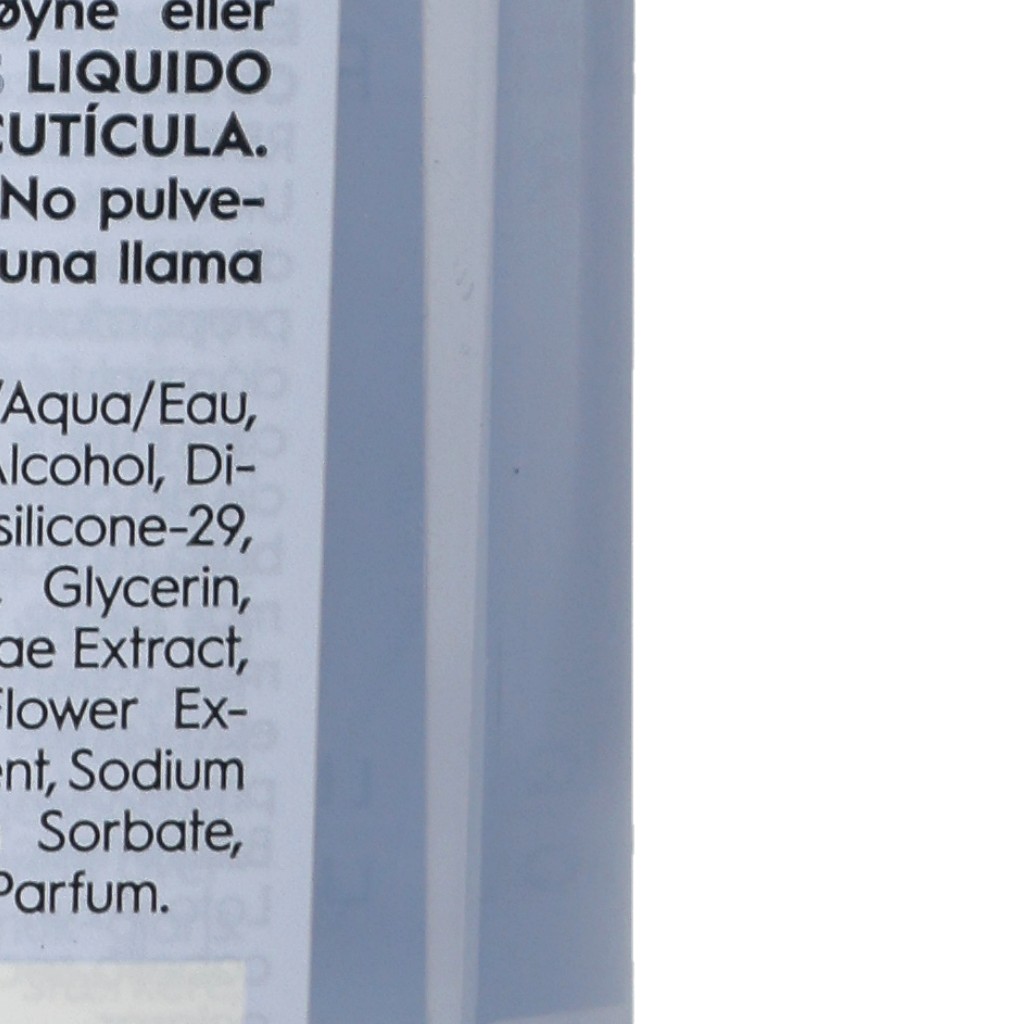 øyne eller
LIQUIDO
CUTÍCULA.
No pulve-
una llama
/Aqua/Eau,
Alcohol, Di-
silicone-29,
Glycerin,
ae Extract,
Flower Ex-
ent, Sodium
Sorbate,
Parfum.